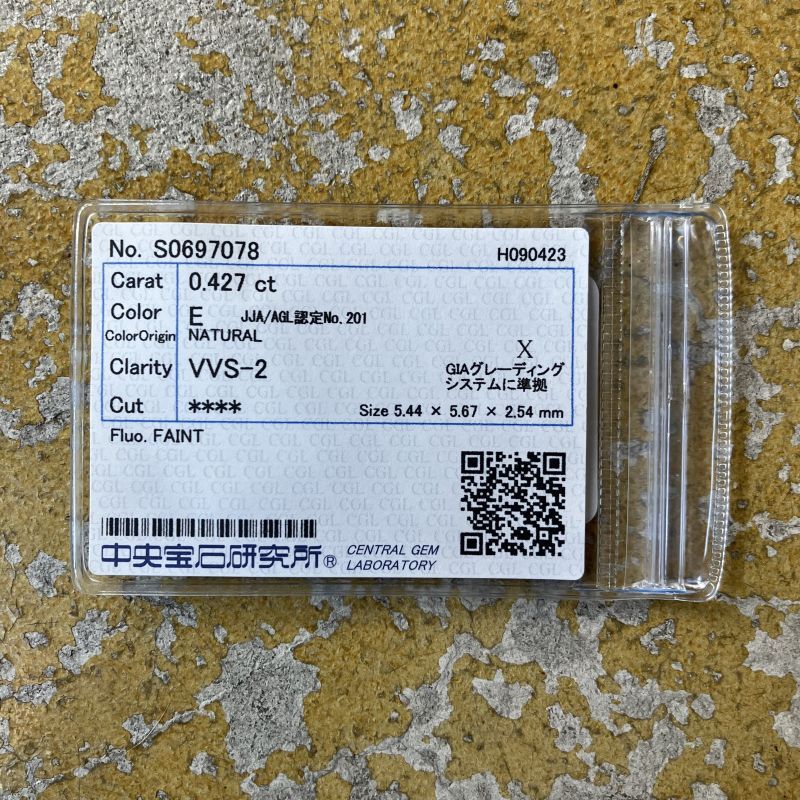 No. S0697078 H090423
Carat 0.427 ct
Color E JJA/AGL認定No.201
ColorOrigin NATURAL
X
Clarity VVS-2 GIAグレーディング
システムに準拠
Cut **** Size 5.44 × 5.67 × 2.54 mm
Fluo. FAINT
中央宝石研究所® CENTRAL GEM
LABORATORY